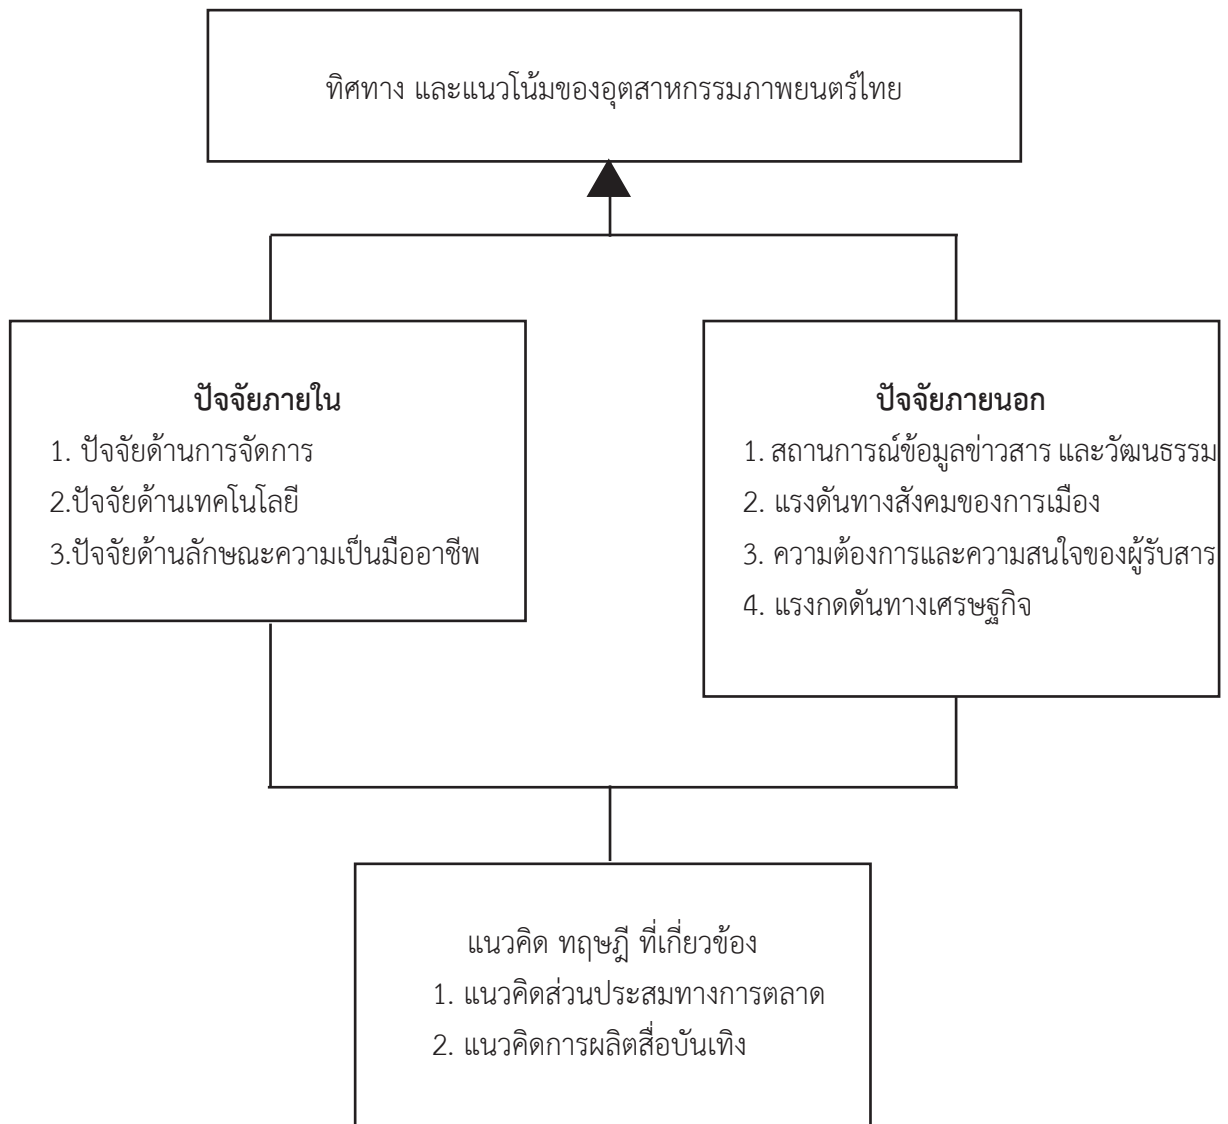 ทิศทาง และแนวโน้มของอุตสาหกรรมภาพยนตร์ไทย
ปัจจัยภายใน
1. ปัจจัยด้านการจัดการ
2.ปัจจัยด้านเทคโนโลยี
3.ปัจจัยด้านลักษณะความเป็นมืออาชีพ
ปัจจัยภายนอก
1. สถานการณ์ข้อมูลข่าวสาร และวัฒนธรรม
2. แรงดันทางสังคมของการเมือง
3. ความต้องการและความสนใจของผู้รับสาร
4. แรงกดดันทางเศรษฐกิจ
แนวคิด ทฤษฎี ที่เกี่ยวข้อง
1. แนวคิดส่วนประสมทางการตลาด
2. แนวคิดการผลิตสื่อบันเทิง